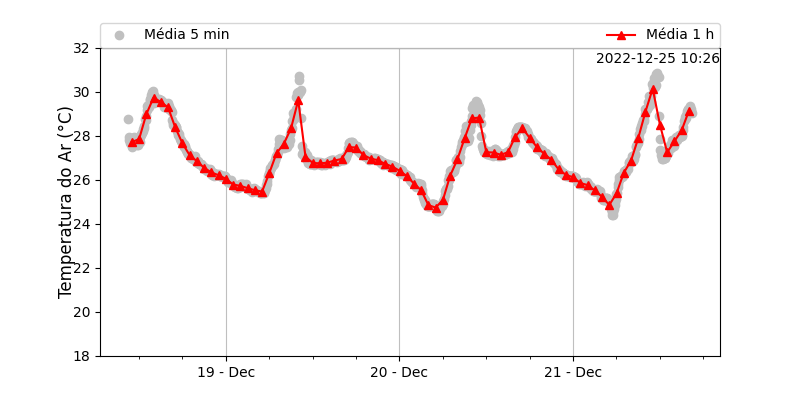 Média 5 min
Média 1 h
2022-12-25 10:26
Temperatura do Ar (°C)
32
30
28
26
24
22
20
18
19 - Dec
20 - Dec
21 - Dec